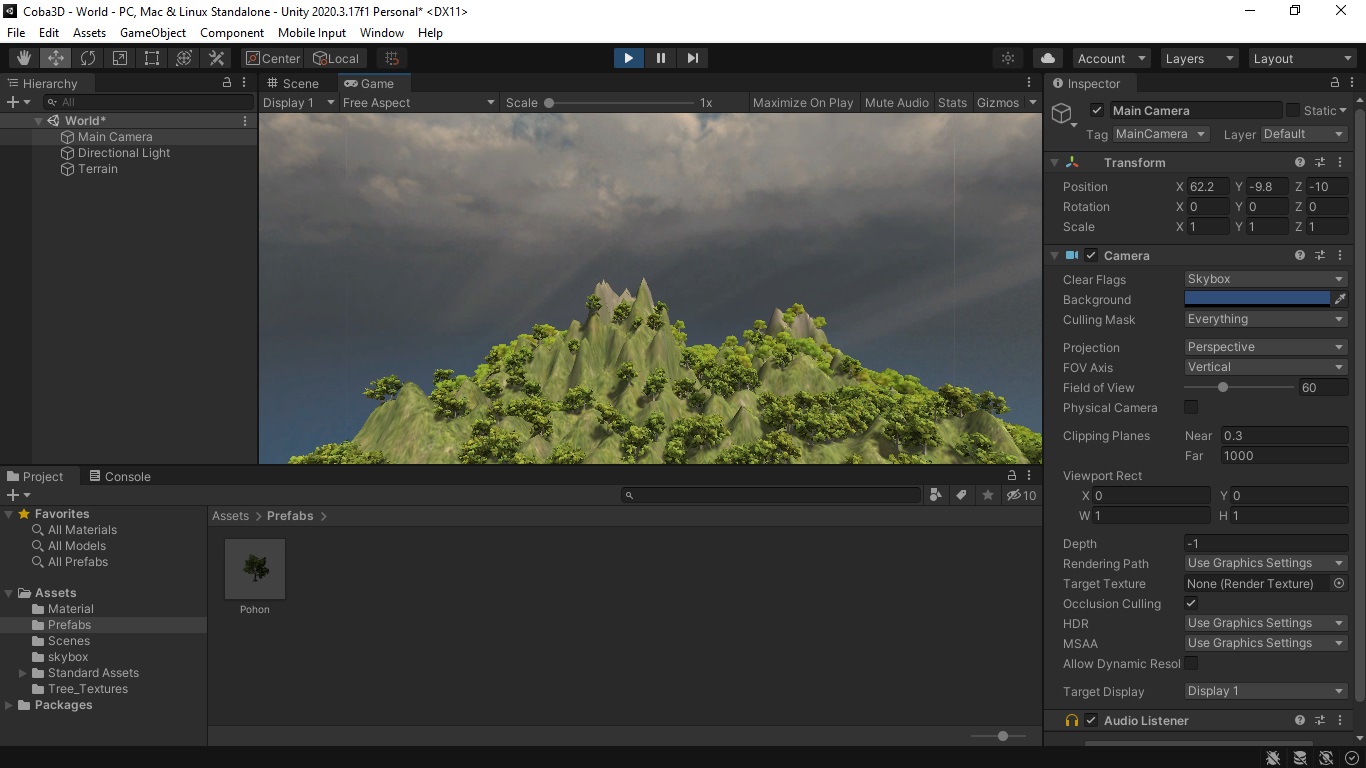 Coba3D - World - PC, Mac & Linux Standalone - Unity 2020.3.17f1 Personal* <DX11>
File Edit Assets GameObject Component Mobile Input Window Help
Center Local Account Layers Layout
Hierarchy
All
World*
Main Camera
Directional Light
Terrain
Scene Game
Display 1 Free Aspect Scale 1x Maximize On Play Mute Audio Stats Gizmos
Inspector
Main Camera Static
Tag MainCamera Layer Default
Transform
Position X 62.2 Y -9.8 Z -10
Rotation X 0 Y 0 Z 0
Scale X 1 Y 1 Z 1
Camera
Clear Flags Skybox
Background
Culling Mask Everything
Projection Perspective
FOV Axis Vertical
Field of View 60
Physical Camera
Clipping Planes Near 0.3
Far 1000
Viewport Rect
X 0 Y 0
W 1 H 1
Depth -1
Rendering Path Use Graphics Settings
Target Texture None (Render Texture)
Occlusion Culling
HDR Use Graphics Settings
MSAA Use Graphics Settings
Allow Dynamic Resol
Target Display Display 1
Audio Listener
Project Console
10
Favorites
All Materials
All Models
All Prefabs
Assets
Material
Prefabs
Scenes
skybox
Standard Assets
Tree_Textures
Packages
Assets > Prefabs >
Pohon